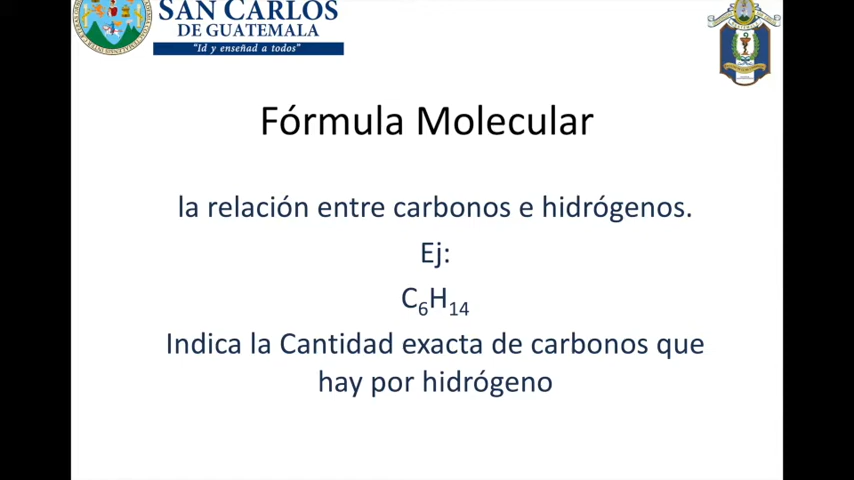 SAN CARLOS
DE GUATEMALA
"Id y enseñad a todos"
Fórmula Molecular
la relación entre carbonos e hidrógenos.
Ej:
C₆H₁₄
Indica la Cantidad exacta de carbonos que
hay por hidrógeno